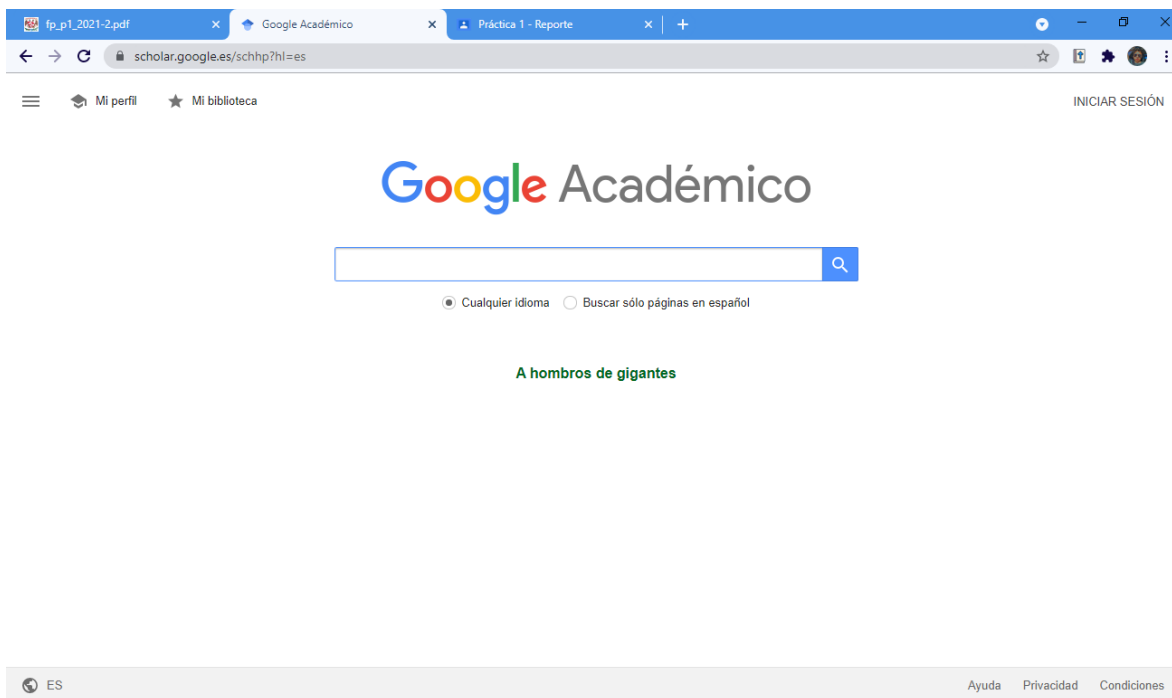 fp_p1_2021-2.pdf
Google Académico
Práctica 1 - Reporte
scholar.google.es/schhp?hl=es
Mi perfil
Mi biblioteca
INICIAR SESIÓN
Google Académico
Cualquier idioma
Buscar sólo páginas en español
A hombros de gigantes
ES
Ayuda
Privacidad
Condiciones